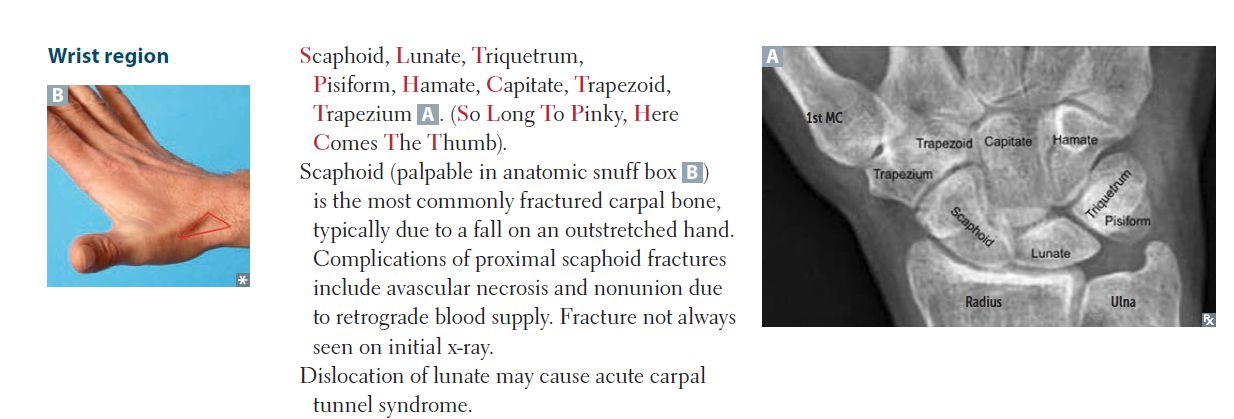 Wrist region
B
Scaphoid, Lunate, Triquetrum,
Pisiform, Hamate, Capitate, Trapezoid,
Trapezium A . (So Long To Pinky, Here
Comes The Thumb).
Scaphoid (palpable in anatomic snuff box B )
is the most commonly fractured carpal bone,
typically due to a fall on an outstretched hand.
Complications of proximal scaphoid fractures
include avascular necrosis and nonunion due
to retrograde blood supply. Fracture not always
seen on initial x-ray.
Dislocation of lunate may cause acute carpal
tunnel syndrome.
A
1st MC
Trapezoid
Capitate
Hamate
Trapezium
Triquetrum
Pisiform
Scaphoid
Lunate
Radius
Ulna
℞